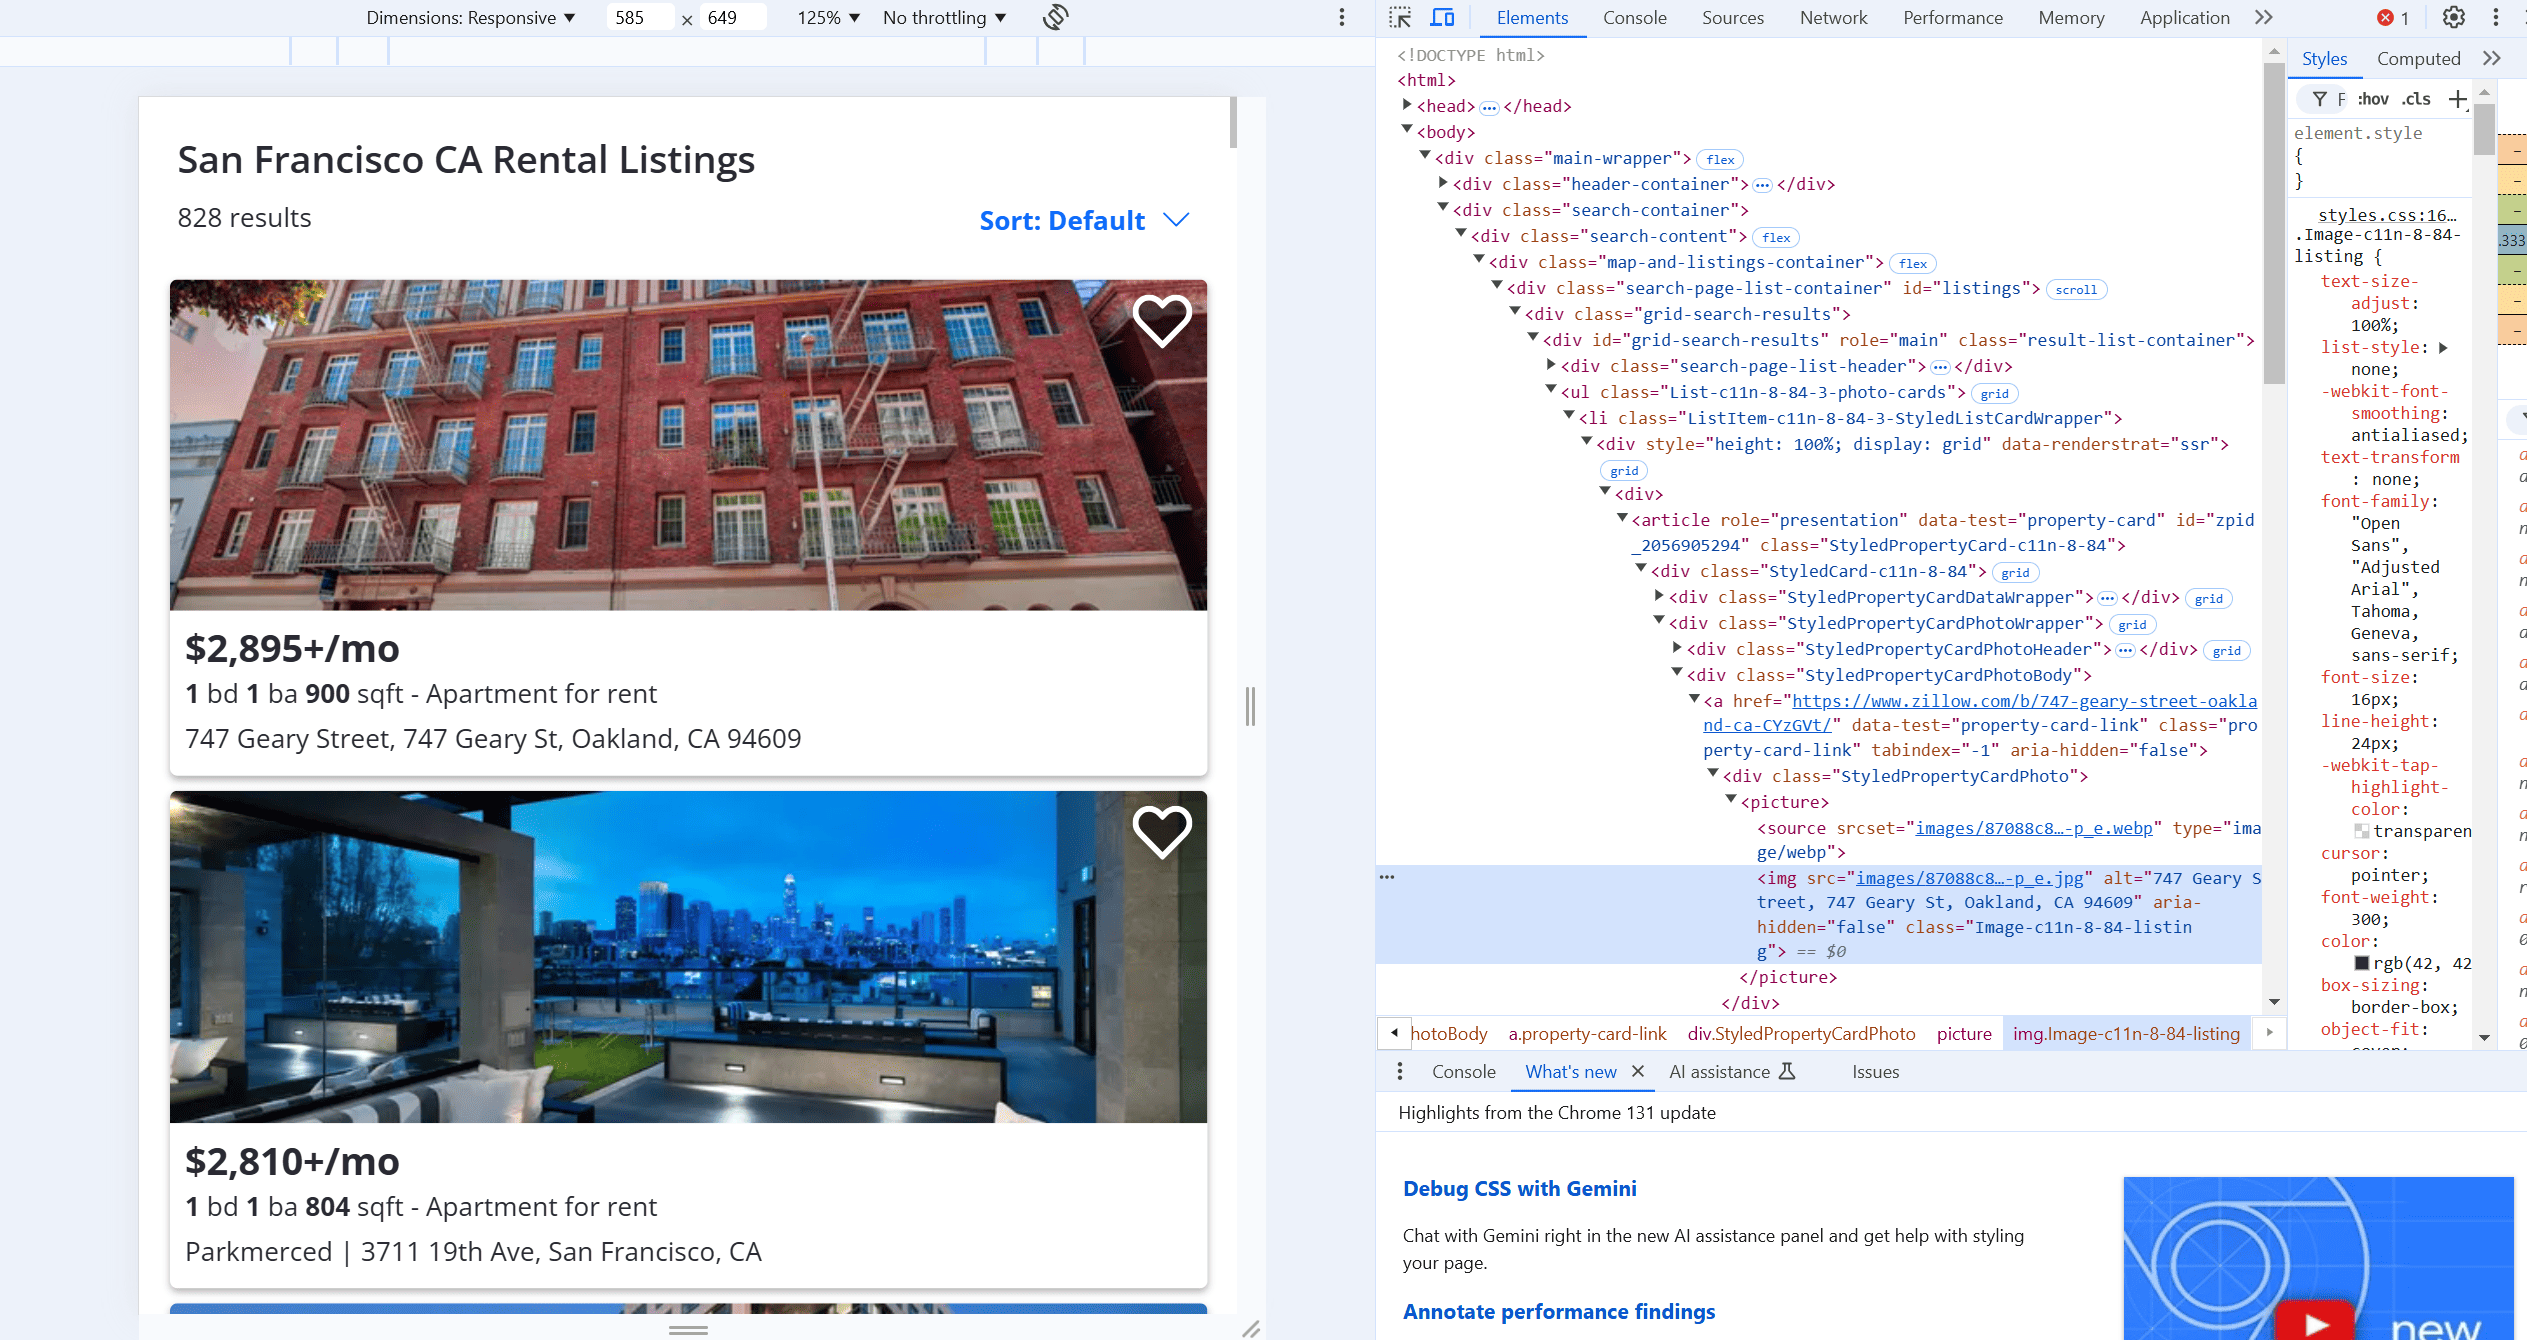 Dimensions: Responsive ▼ 585 × 649 125% ▼ No throttling ▼
San Francisco CA Rental Listings
828 results
Sort: Default
$2,895+/mo
1 bd 1 ba 900 sqft - Apartment for rent
747 Geary Street, 747 Geary St, Oakland, CA 94609
$2,810+/mo
1 bd 1 ba 804 sqft - Apartment for rent
Parkmerced | 3711 19th Ave, San Francisco, CA
Elements Console Sources Network Performance Memory Application 1
<!DOCTYPE html>
<html>
<head>…</head>
<body>
<div class="main-wrapper"> flex
<div class="header-container">…</div>
<div class="search-container">
<div class="search-content"> flex
<div class="map-and-listings-container"> flex
<div class="search-page-list-container" id="listings"> scroll
<div class="grid-search-results">
<div id="grid-search-results" role="main" class="result-list-container">
<div class="search-page-list-header">…</div>
<ul class="List-c11n-8-84-3-photo-cards"> grid
<li class="ListItem-c11n-8-84-3-StyledListCardWrapper">
<div style="height: 100%; display: grid" data-renderstrat="ssr">
grid
<div>
<article role="presentation" data-test="property-card" id="zpid
_2056905294" class="StyledPropertyCard-c11n-8-84">
<div class="StyledCard-c11n-8-84"> grid
<div class="StyledPropertyCardDataWrapper">…</div> grid
<div class="StyledPropertyCardPhotoWrapper"> grid
<div class="StyledPropertyCardPhotoHeader">…</div> grid
<div class="StyledPropertyCardPhotoBody">
<a href="https://www.zillow.com/b/747-geary-street-oakla
nd-ca-CYzGVt/" data-test="property-card-link" class="pro
perty-card-link" tabindex="-1" aria-hidden="false">
<div class="StyledPropertyCardPhoto">
<picture>
<source srcset="images/87088c8…-p_e.webp" type="ima
ge/webp">
<img src="images/87088c8…-p_e.jpg" alt="747 Geary S
treet, 747 Geary St, Oakland, CA 94609" aria-
hidden="false" class="Image-c11n-8-84-listin
g"> == $0
</picture>
</div>
hotoBody a.property-card-link div.StyledPropertyCardPhoto picture img.Image-c11n-8-84-listing
Styles Computed
F :hov .cls
element.style
{
}
styles.css:16…
.Image-c11n-8-84-
listing {
text-size-
adjust:
100%;
list-style: ▶
none;
-webkit-font-
smoothing:
antialiased;
text-transform
: none;
font-family:
"Open
Sans",
"Adjusted
Arial",
Tahoma,
Geneva,
sans-serif;
font-size:
16px;
line-height:
24px;
-webkit-tap-
highlight-
color:
transparen
cursor:
pointer;
font-weight:
300;
color:
rgb(42, 42
box-sizing:
border-box;
object-fit:
.333
Console What's new × AI assistance Issues
Highlights from the Chrome 131 update
Debug CSS with Gemini
Chat with Gemini right in the new AI assistance panel and get help with styling
your page.
Annotate performance findings
new